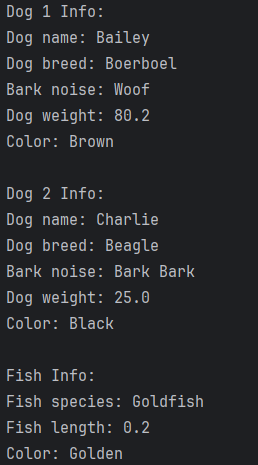 Dog 1 Info:
Dog name: Bailey
Dog breed: Boerboel
Bark noise: Woof
Dog weight: 80.2
Color: Brown
Dog 2 Info:
Dog name: Charlie
Dog breed: Beagle
Bark noise: Bark Bark
Dog weight: 25.0
Color: Black
Fish Info:
Fish species: Goldfish
Fish length: 0.2
Color: Golden